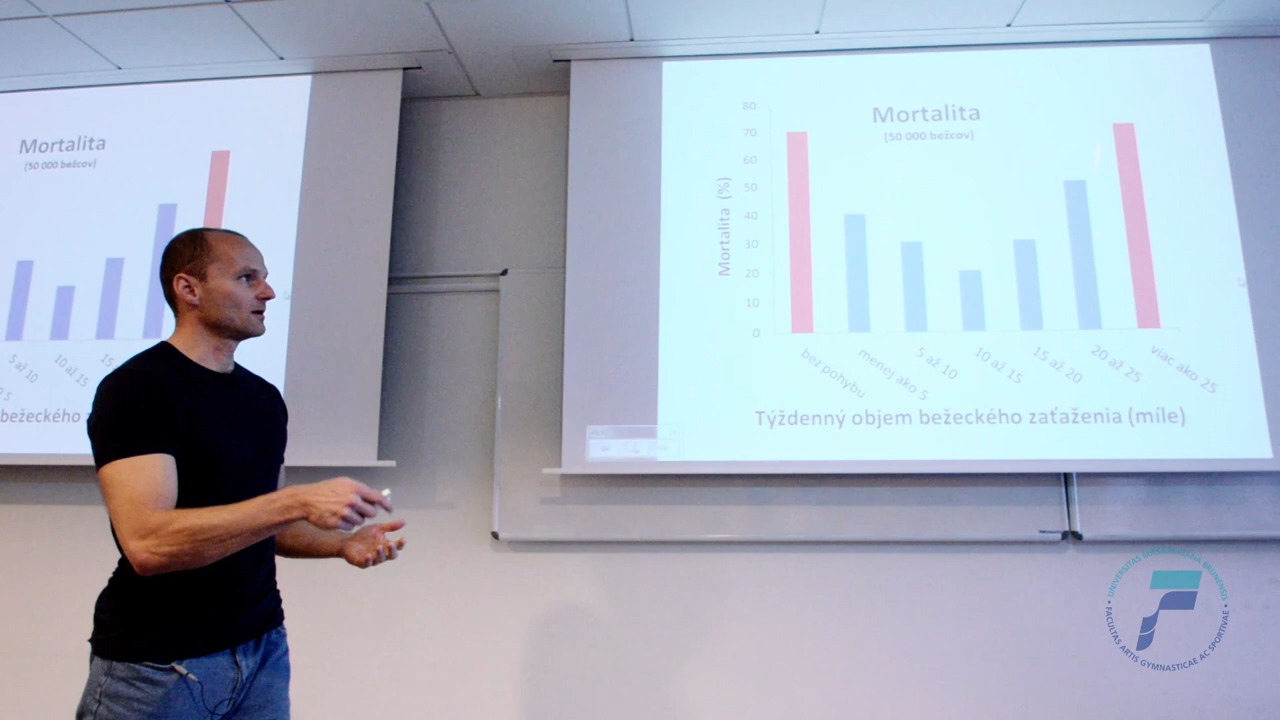 Mortalita
(50 000 bežcov)
5 až 10
10 až 15
15
o 5
bežeckého z
Mortalita
(50 000 bežcov)
Mortalita (%)
80
70
60
50
40
30
20
10
0
bez pohybu
menej ako 5
5 až 10
10 až 15
15 až 20
20 až 25
viac ako 25
Týždenný objem bežeckého zaťaženia (míle)
UNIVERSITAS MASARYKIANA BRUNENSIS
FACULTAS ARTIS GYMNASTICAE AC SPORTIVAE